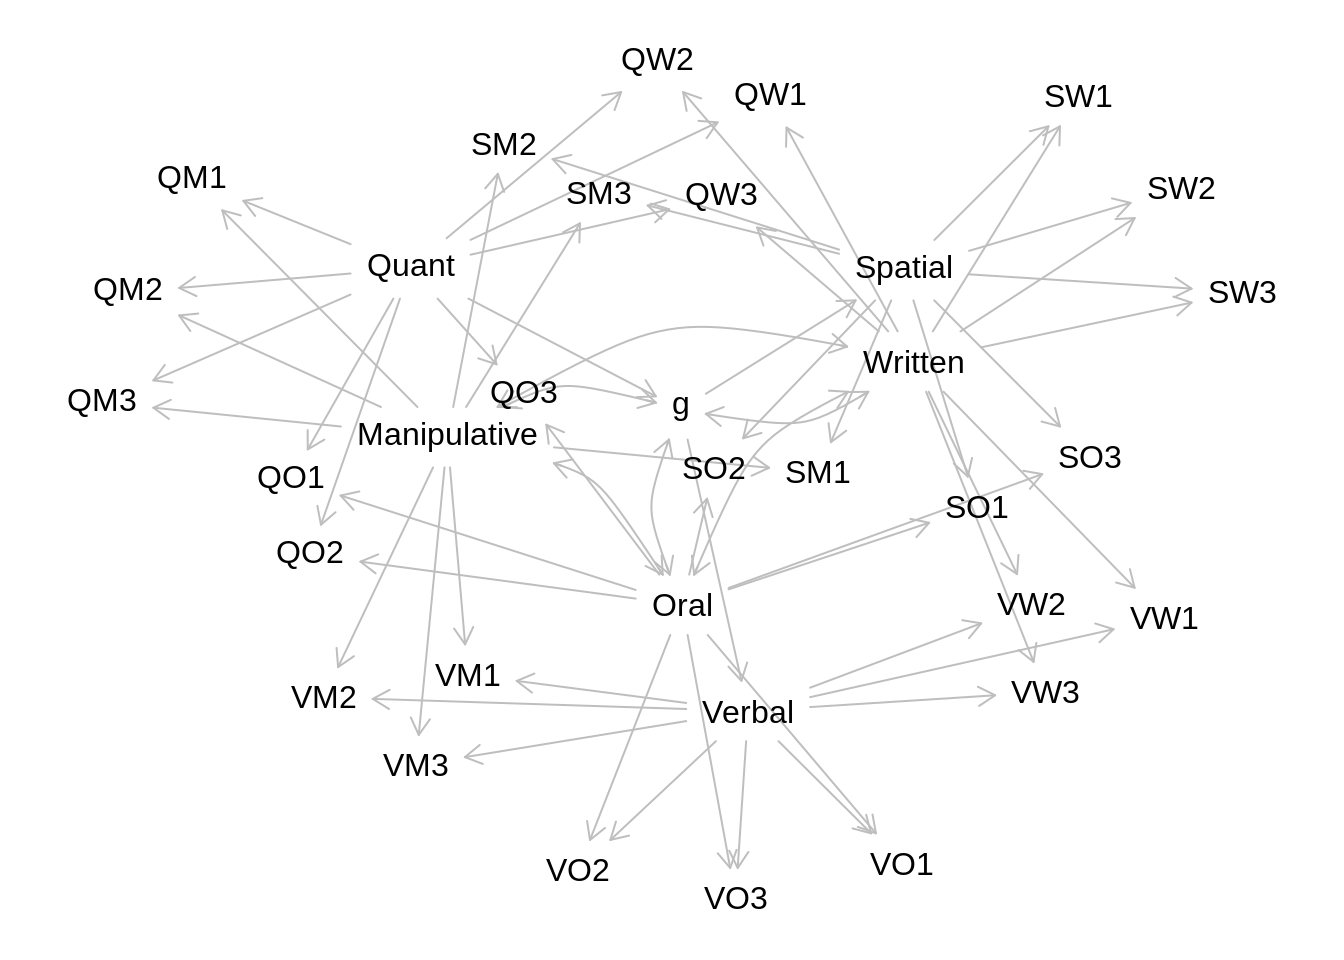 QW2
QW1
SW1
SM2
QM1
SM3
QW3
SW2
Quant
Spatial
QM2
SW3
Written
QO3
QM3
g
Manipulative
SO3
SO2
SM1
QO1
SO1
QO2
Oral
VW2
VW1
VM1
VM2
VW3
Verbal
VM3
VO1
VO2
VO3